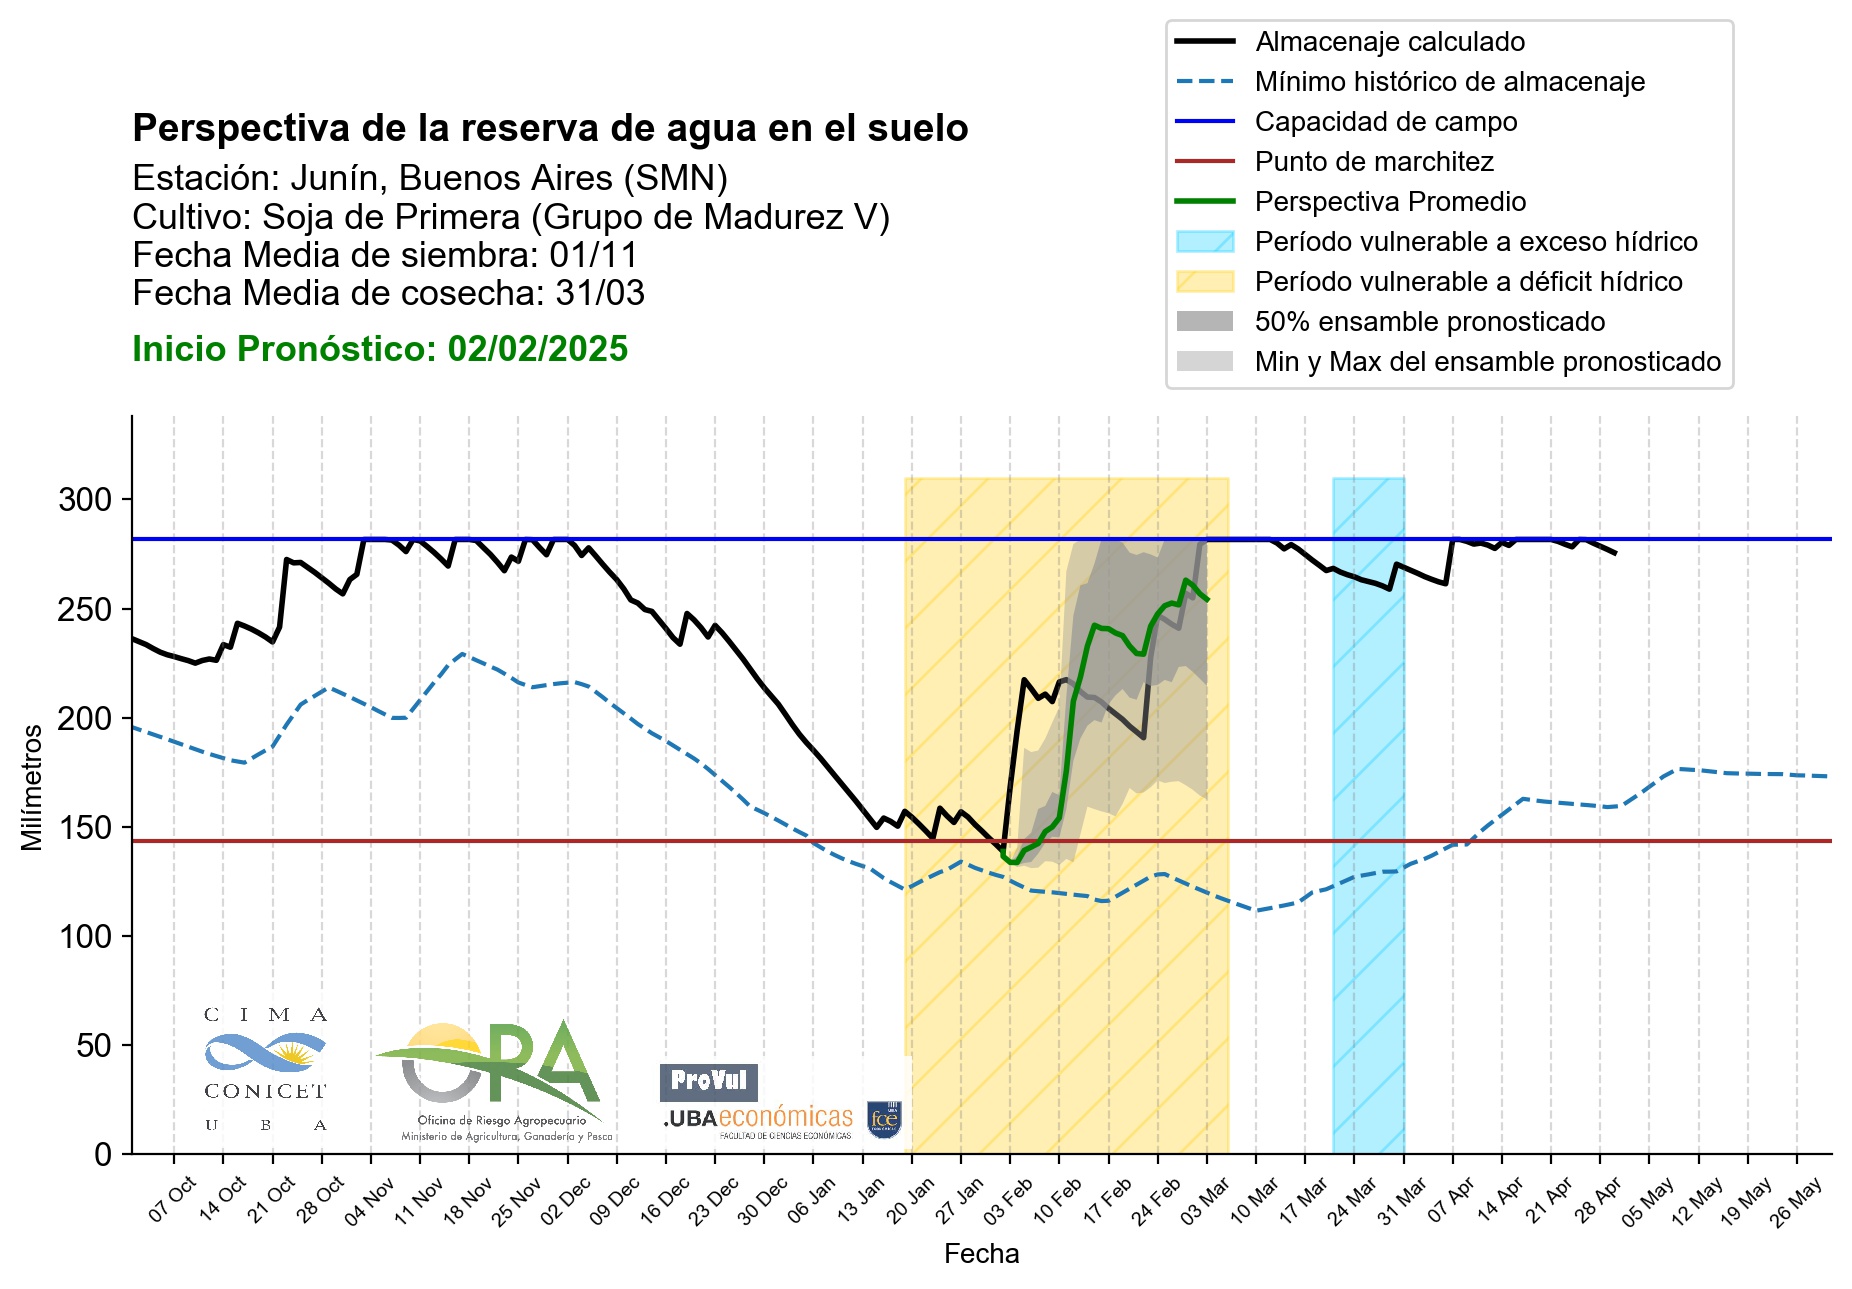 Almacenaje calculado
Mínimo histórico de almacenaje
Capacidad de campo
Punto de marchitez
Perspectiva Promedio
Período vulnerable a exceso hídrico
Período vulnerable a déficit hídrico
50% ensamble pronosticado
Min y Max del ensamble pronosticado
Perspectiva de la reserva de agua en el suelo
Estación: Junín, Buenos Aires (SMN)
Cultivo: Soja de Primera (Grupo de Madurez V)
Fecha Media de siembra: 01/11
Fecha Media de cosecha: 31/03
Inicio Pronóstico: 02/02/2025
Milímetros
300
250
200
150
100
50
0
C I M A
CONICET
U B A
ORA
Oficina de Riesgo Agropecuario
Ministerio de Agricultura, Ganadería y Pesca
ProVul
.UBAeconómicas
FACULTAD DE CIENCIAS ECONÓMICAS
fce
07 Oct
14 Oct
21 Oct
28 Oct
04 Nov
11 Nov
18 Nov
25 Nov
02 Dec
09 Dec
16 Dec
23 Dec
30 Dec
06 Jan
13 Jan
20 Jan
27 Jan
03 Feb
10 Feb
17 Feb
24 Feb
03 Mar
10 Mar
17 Mar
24 Mar
31 Mar
07 Apr
14 Apr
21 Apr
28 Apr
05 May
12 May
19 May
26 May
Fecha